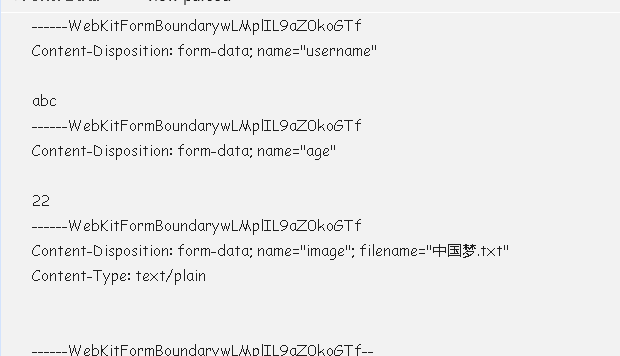 ------WebKitFormBoundarywLMplIL9aZ0koGTf
Content-Disposition: form-data; name="username"
abc
------WebKitFormBoundarywLMplIL9aZ0koGTf
Content-Disposition: form-data; name="age"
22
------WebKitFormBoundarywLMplIL9aZ0koGTf
Content-Disposition: form-data; name="image"; filename="中国梦.txt"
Content-Type: text/plain
------WebKitFormBoundarywLMplIL9aZ0koGTf--